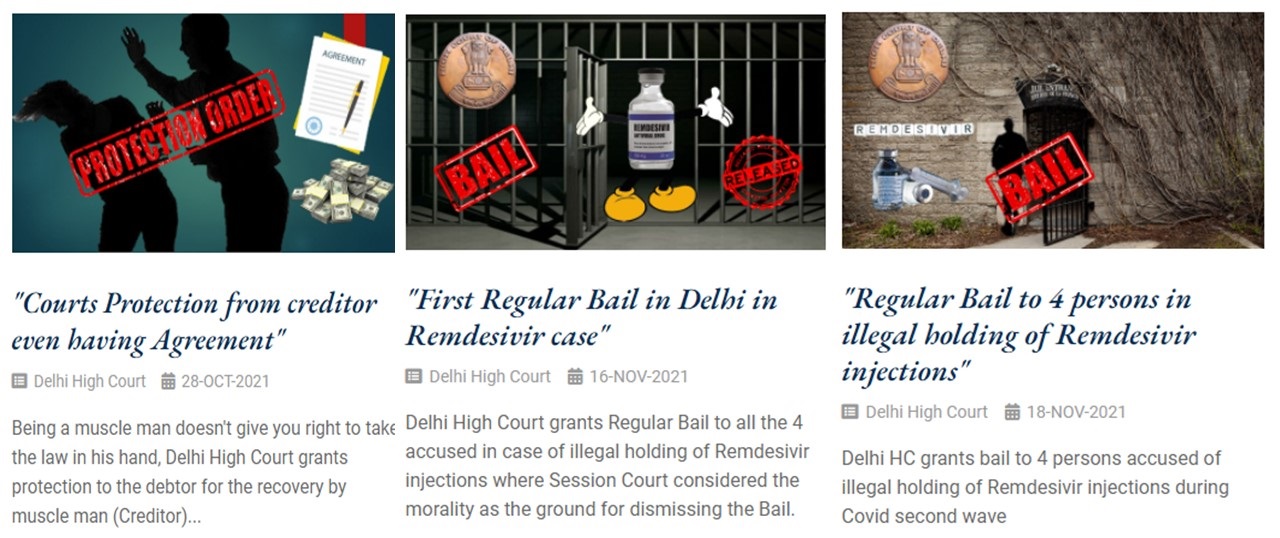 AGREEMENT
PROTECTION ORDER
"Courts Protection from creditor
even having Agreement"
Delhi High Court 28-OCT-2021
Being a muscle man doesn't give you right to take
the law in his hand, Delhi High Court grants
protection to the debtor for the recovery by
muscle man (Creditor)...
REMDESIVIR
BAIL
RELEASED
"First Regular Bail in Delhi in
Remdesivir case"
Delhi High Court 16-NOV-2021
Delhi High Court grants Regular Bail to all the 4
accused in case of illegal holding of Remdesivir
injections where Session Court considered the
morality as the ground for dismissing the Bail.
REMDESIVIR
BAIL
"Regular Bail to 4 persons in
illegal holding of Remdesivir
injections"
Delhi High Court 18-NOV-2021
Delhi HC grants bail to 4 persons accused of
illegal holding of Remdesivir injections during
Covid second wave